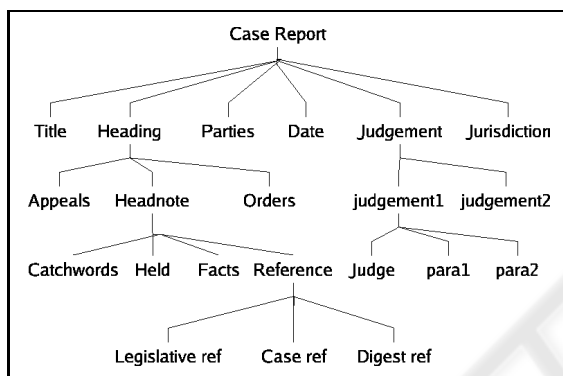 Case Report
Title Heading Parties Date Judgement Jurisdiction
Appeals Headnote Orders judgement1 judgement2
Catchwords Held Facts Reference Judge para1 para2
Legislative ref Case ref Digest ref